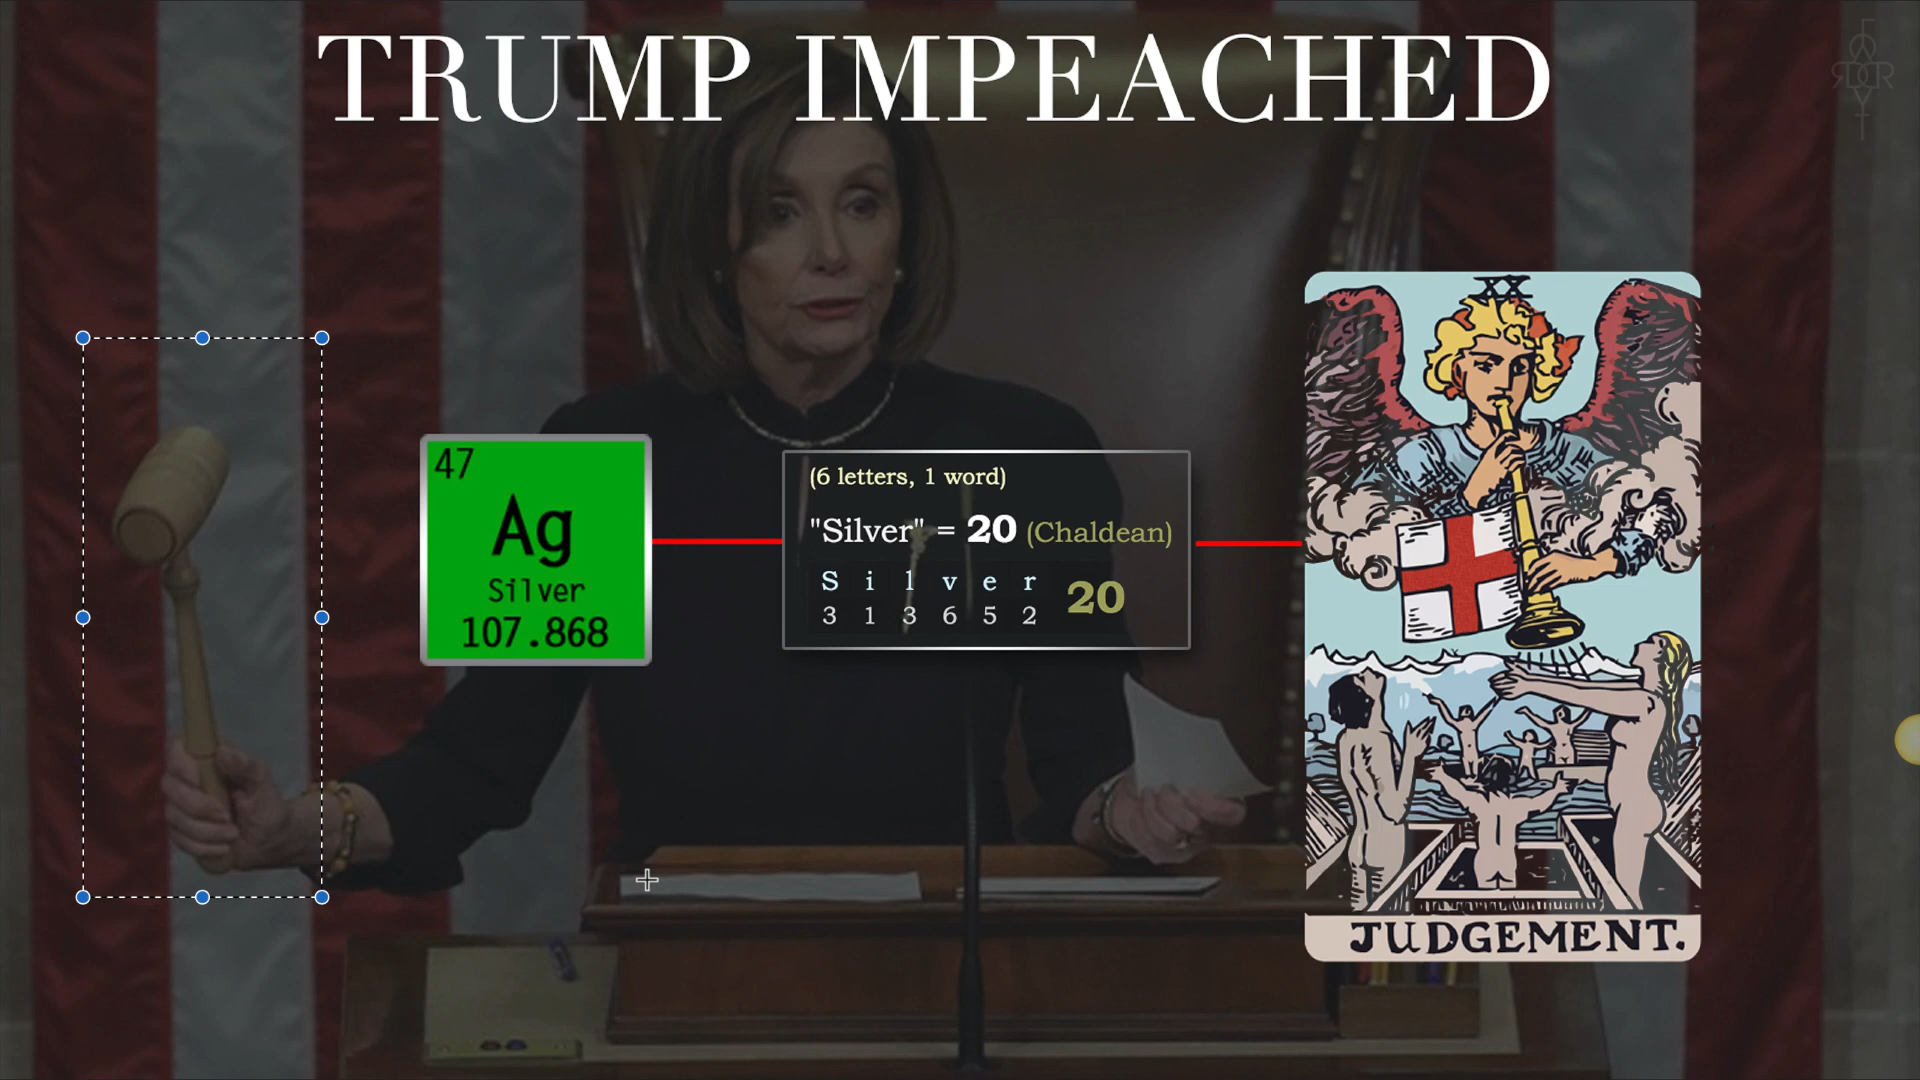 TRUMP IMPEACHED
47
Ag
Silver
107.868
(6 letters, 1 word)
"Silver" = 20 (Chaldean)
S i l v e r 20
3 1 3 6 5 2
XX
JUDGEMENT.